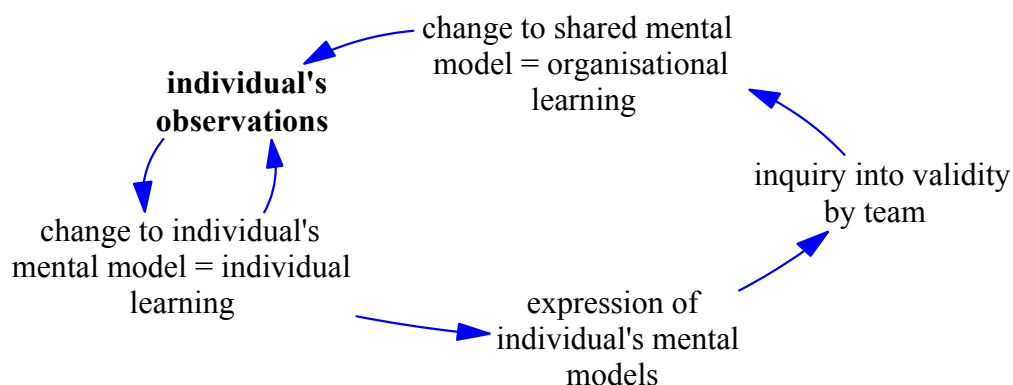 change to shared mental
model = organisational
learning
individual's
observations
inquiry into validity
by team
change to individual's
mental model = individual
learning
expression of
individual's mental
models